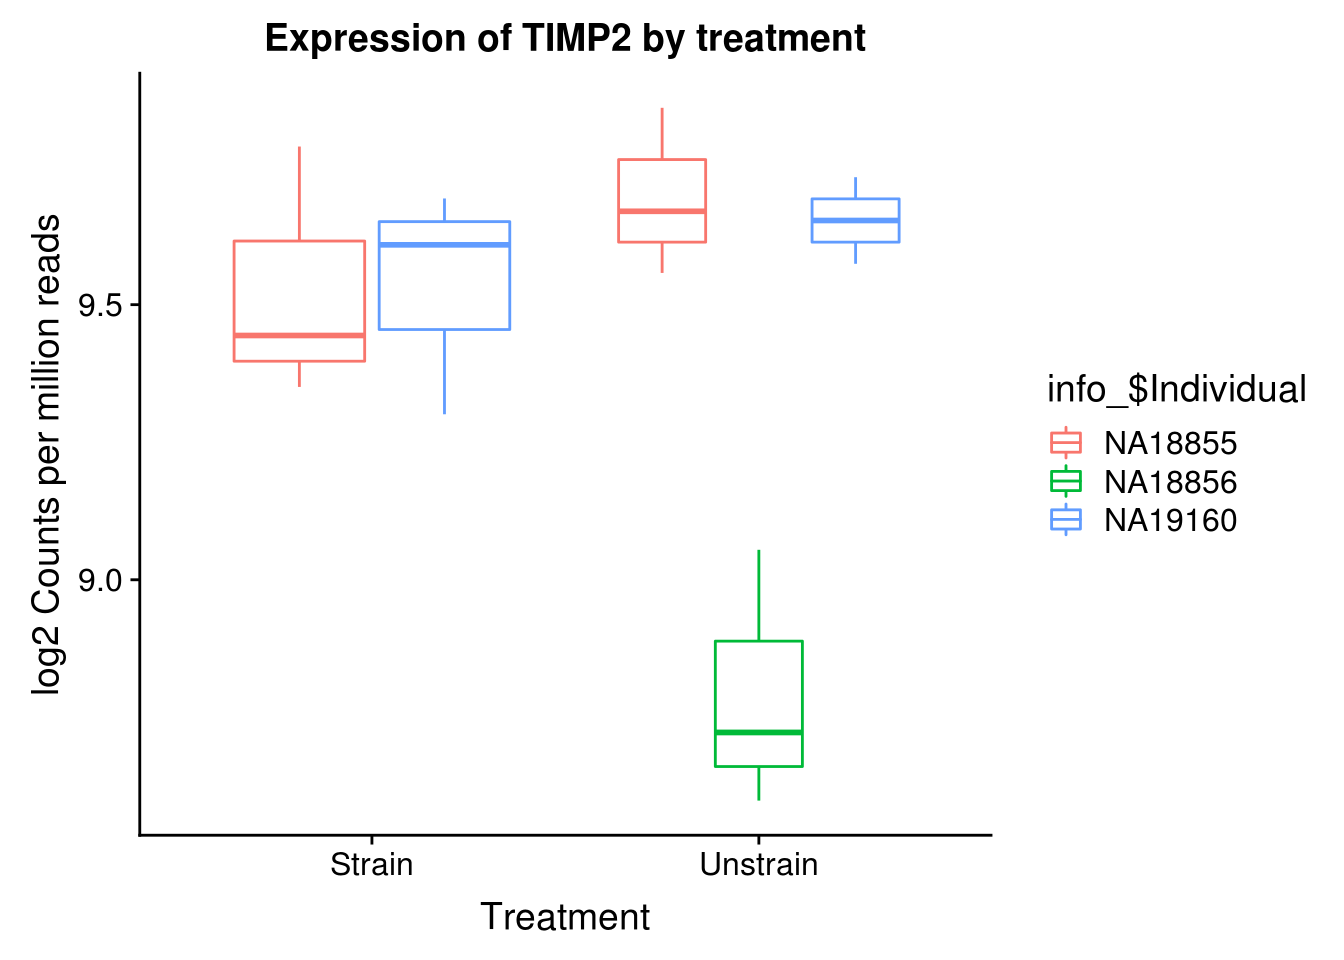 Expression of TIMP2 by treatment
log2 Counts per million reads
9.5
9.0
Strain
Unstrain
Treatment
info_$Individual
NA18855
NA18856
NA19160